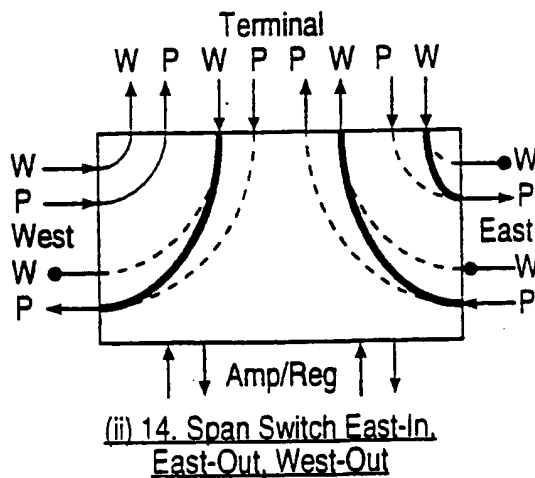 Terminal
W P W P P W P W
W W
P P
West East
W W
P P
Amp/Reg
(ii) 14. Span Switch East-In,
East-Out, West-Out